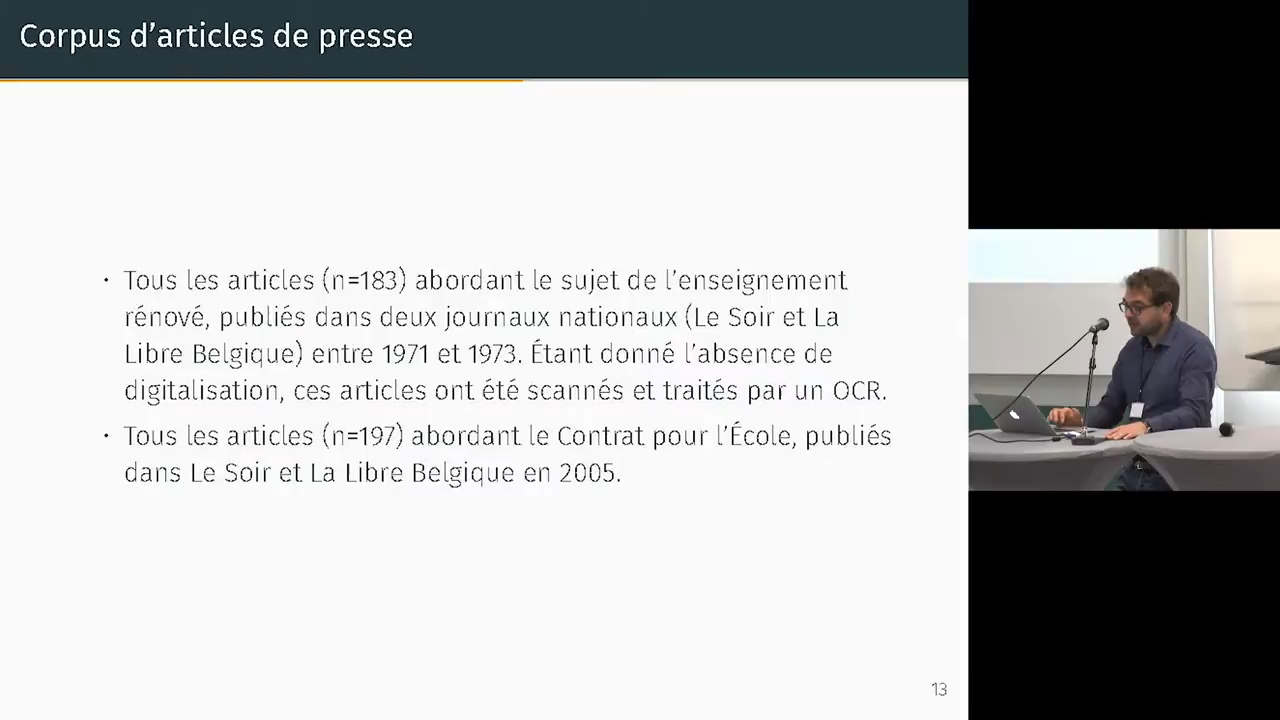 Corpus d’articles de presse
• Tous les articles (n=183) abordant le sujet de l’enseignement
rénové, publiés dans deux journaux nationaux (Le Soir et La
Libre Belgique) entre 1971 et 1973. Étant donné l’absence de
digitalisation, ces articles ont été scannés et traités par un OCR.
• Tous les articles (n=197) abordant le Contrat pour l’École, publiés
dans Le Soir et La Libre Belgique en 2005.
13